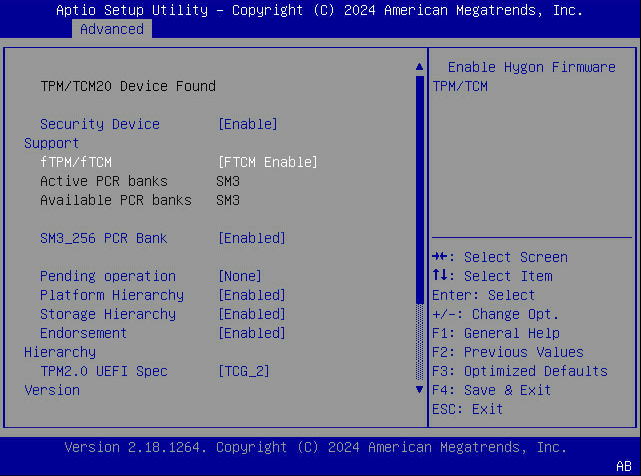 Aptio Setup Utility – Copyright (C) 2024 American Megatrends, Inc.
Advanced
TPM/TCM20 Device Found
Security Device [Enable]
Support
fTPM/fTCM [FTCM Enable]
Active PCR banks SM3
Available PCR banks SM3
SM3_256 PCR Bank [Enabled]
Pending operation [None]
Platform Hierarchy [Enabled]
Storage Hierarchy [Enabled]
Endorsement [Enabled]
Hierarchy
TPM2.0 UEFI Spec [TCG_2]
Version
Enable Hygon Firmware
TPM/TCM
→←: Select Screen
↑↓: Select Item
Enter: Select
+/-: Change Opt.
F1: General Help
F2: Previous Values
F3: Optimized Defaults
F4: Save & Exit
ESC: Exit
Version 2.18.1264. Copyright (C) 2024 American Megatrends, Inc.
AB